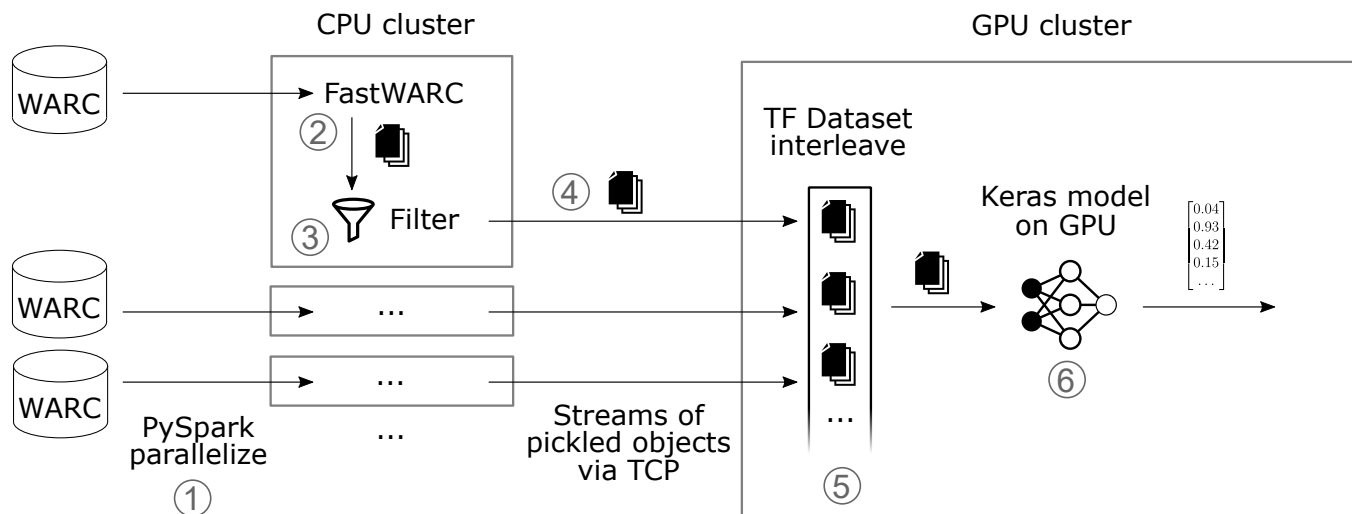 CPU cluster
GPU cluster
WARC
FastWARC
②
③
Filter
④
TF Dataset
interleave
Keras model
on GPU
0.04
0.93
0.42
0.15
...
WARC
...
WARC
...
...
PySpark
parallelize
①
Streams of
pickled objects
via TCP
...
⑤
⑥